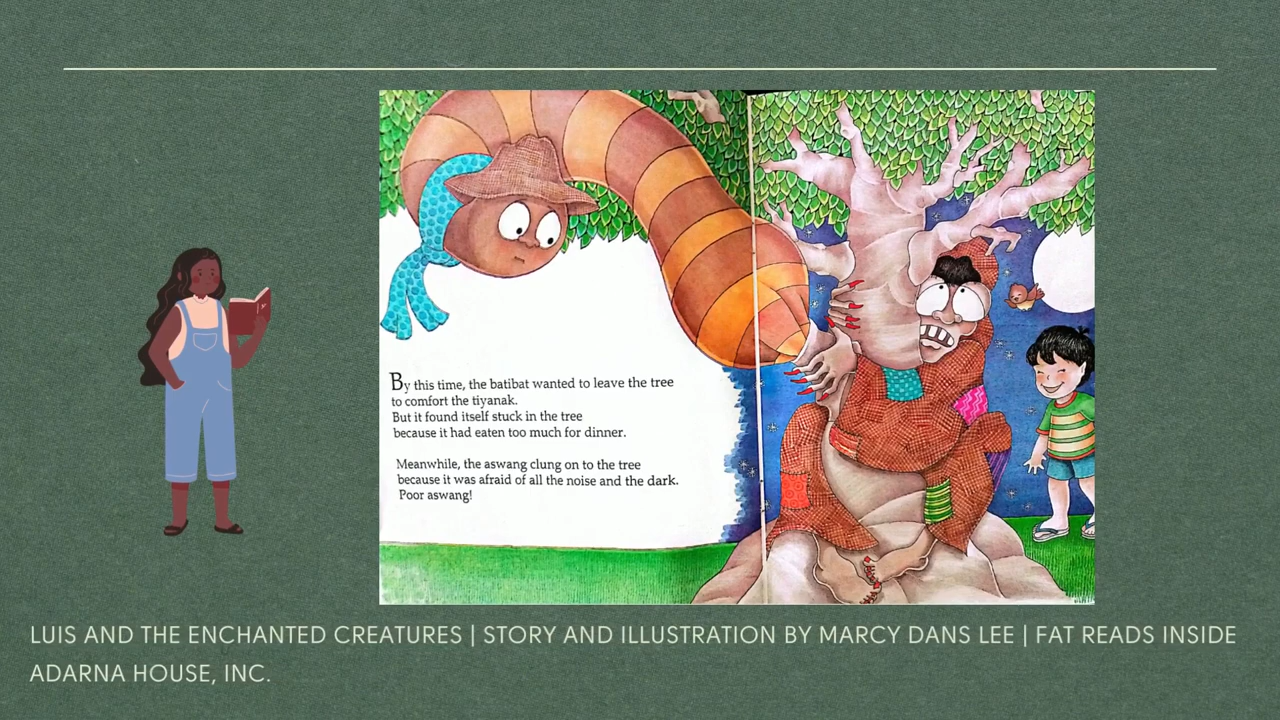 By this time, the batibat wanted to leave the tree
to comfort the tiyanak.
But it found itself stuck in the tree
because it had eaten too much for dinner.
Meanwhile, the aswang clung on to the tree
because it was afraid of all the noise and the dark.
Poor aswang!
LUIS AND THE ENCHANTED CREATURES | STORY AND ILLUSTRATION BY MARCY DANS LEE | FAT READS INSIDE
ADARNA HOUSE, INC.